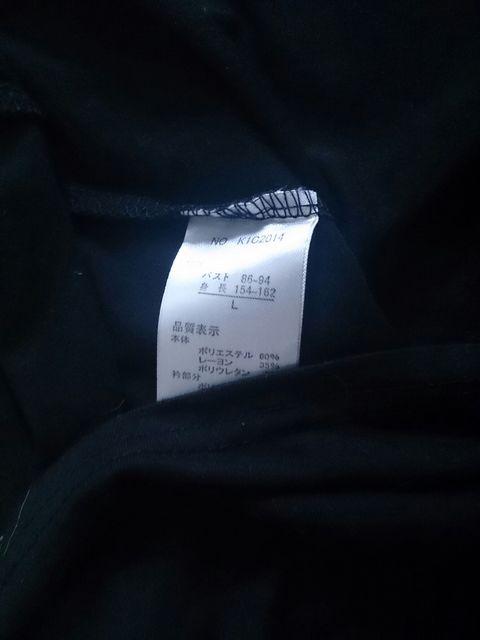 NO K1C2014
バスト 86~94
身長 154~162
L
品質表示
本体
ポリエステル 60%
レーヨン 35%
ポリウレタン
衿部分